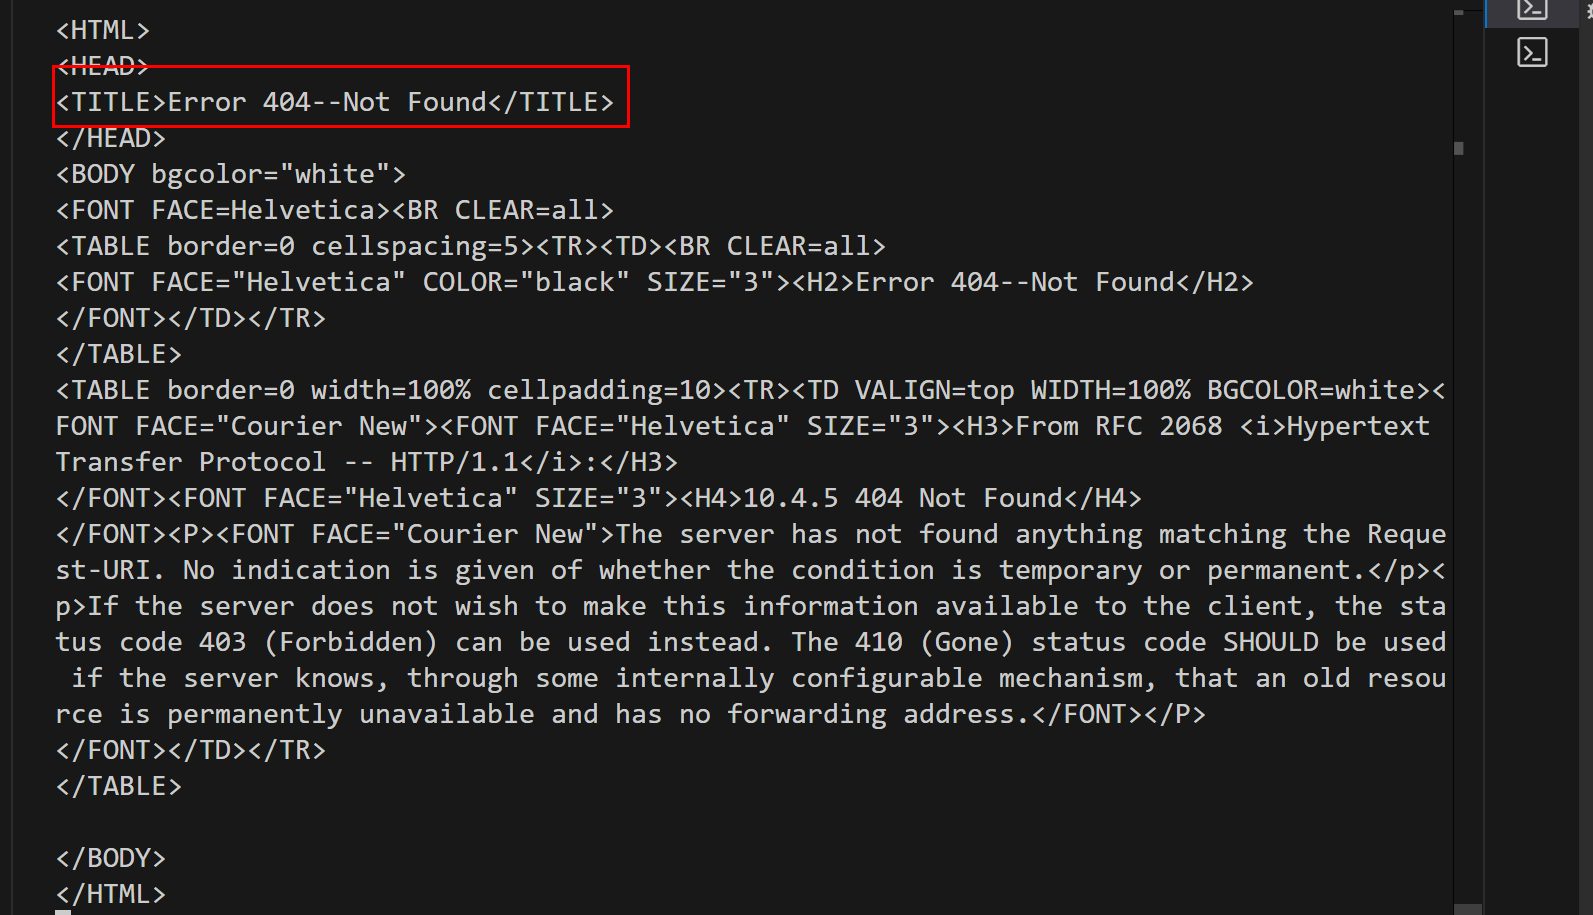 <HTML>
<HEAD>
<TITLE>Error 404--Not Found</TITLE>
</HEAD>
<BODY bgcolor="white">
<FONT FACE=Helvetica><BR CLEAR=all>
<TABLE border=0 cellspacing=5><TR><TD><BR CLEAR=all>
<FONT FACE="Helvetica" COLOR="black" SIZE="3"><H2>Error 404--Not Found</H2>
</FONT></TD></TR>
</TABLE>
<TABLE border=0 width=100% cellpadding=10><TR><TD VALIGN=top WIDTH=100% BGCOLOR=white><
FONT FACE="Courier New"><FONT FACE="Helvetica" SIZE="3"><H3>From RFC 2068 <i>Hypertext
Transfer Protocol -- HTTP/1.1</i>:</H3>
</FONT><FONT FACE="Helvetica" SIZE="3"><H4>10.4.5 404 Not Found</H4>
</FONT><P><FONT FACE="Courier New">The server has not found anything matching the Reque
st-URI. No indication is given of whether the condition is temporary or permanent.</p><
p>If the server does not wish to make this information available to the client, the sta
tus code 403 (Forbidden) can be used instead. The 410 (Gone) status code SHOULD be used
 if the server knows, through some internally configurable mechanism, that an old resou
rce is permanently unavailable and has no forwarding address.</FONT></P>
</FONT></TD></TR>
</TABLE>

</BODY>
</HTML>